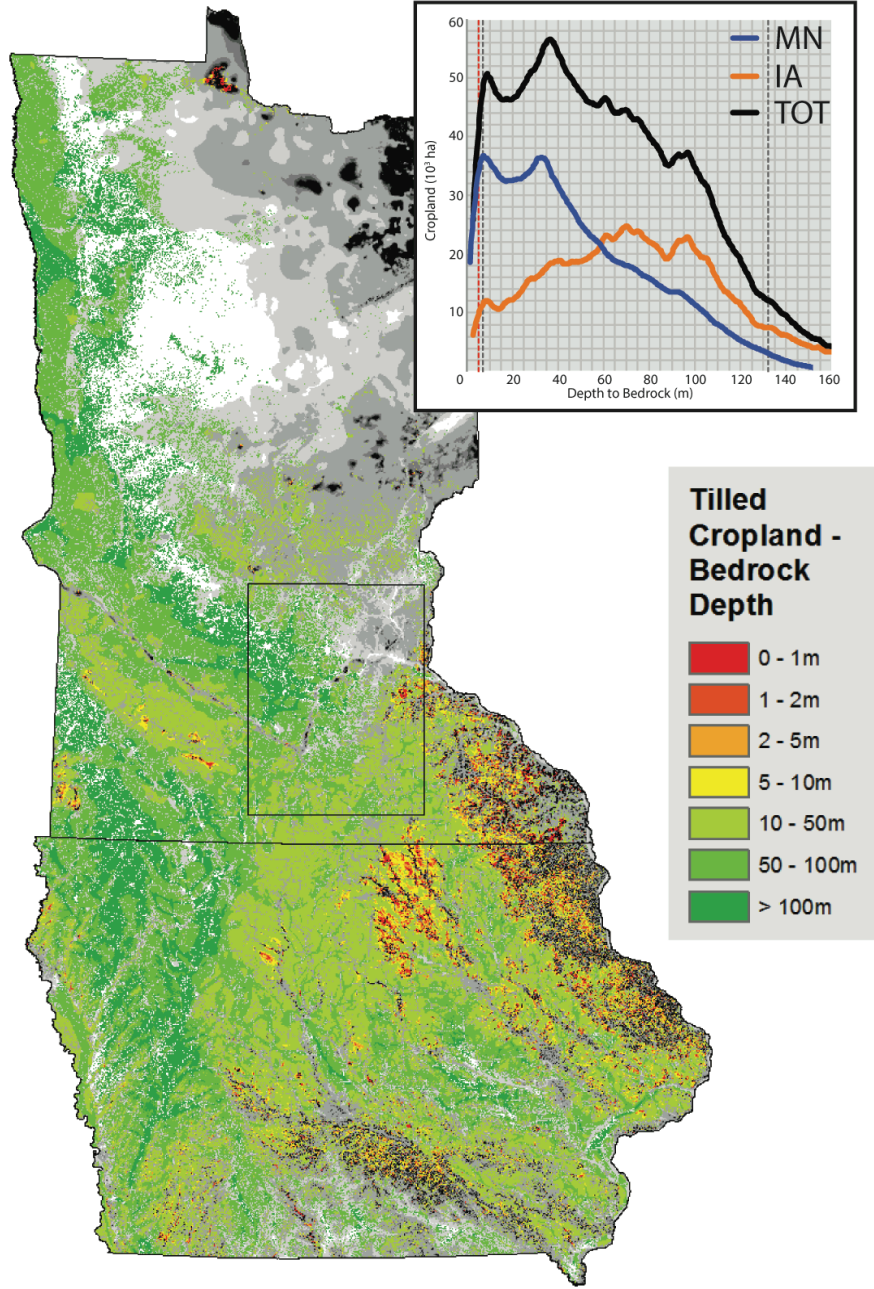 60
50
40
30
20
10
0
20
40
60
80
100
120
140
160
Cropland (10³ ha)
Depth to Bedrock (m)
MN
IA
TOT
Tilled
Cropland -
Bedrock
Depth
0 - 1m
1 - 2m
2 - 5m
5 - 10m
10 - 50m
50 - 100m
> 100m